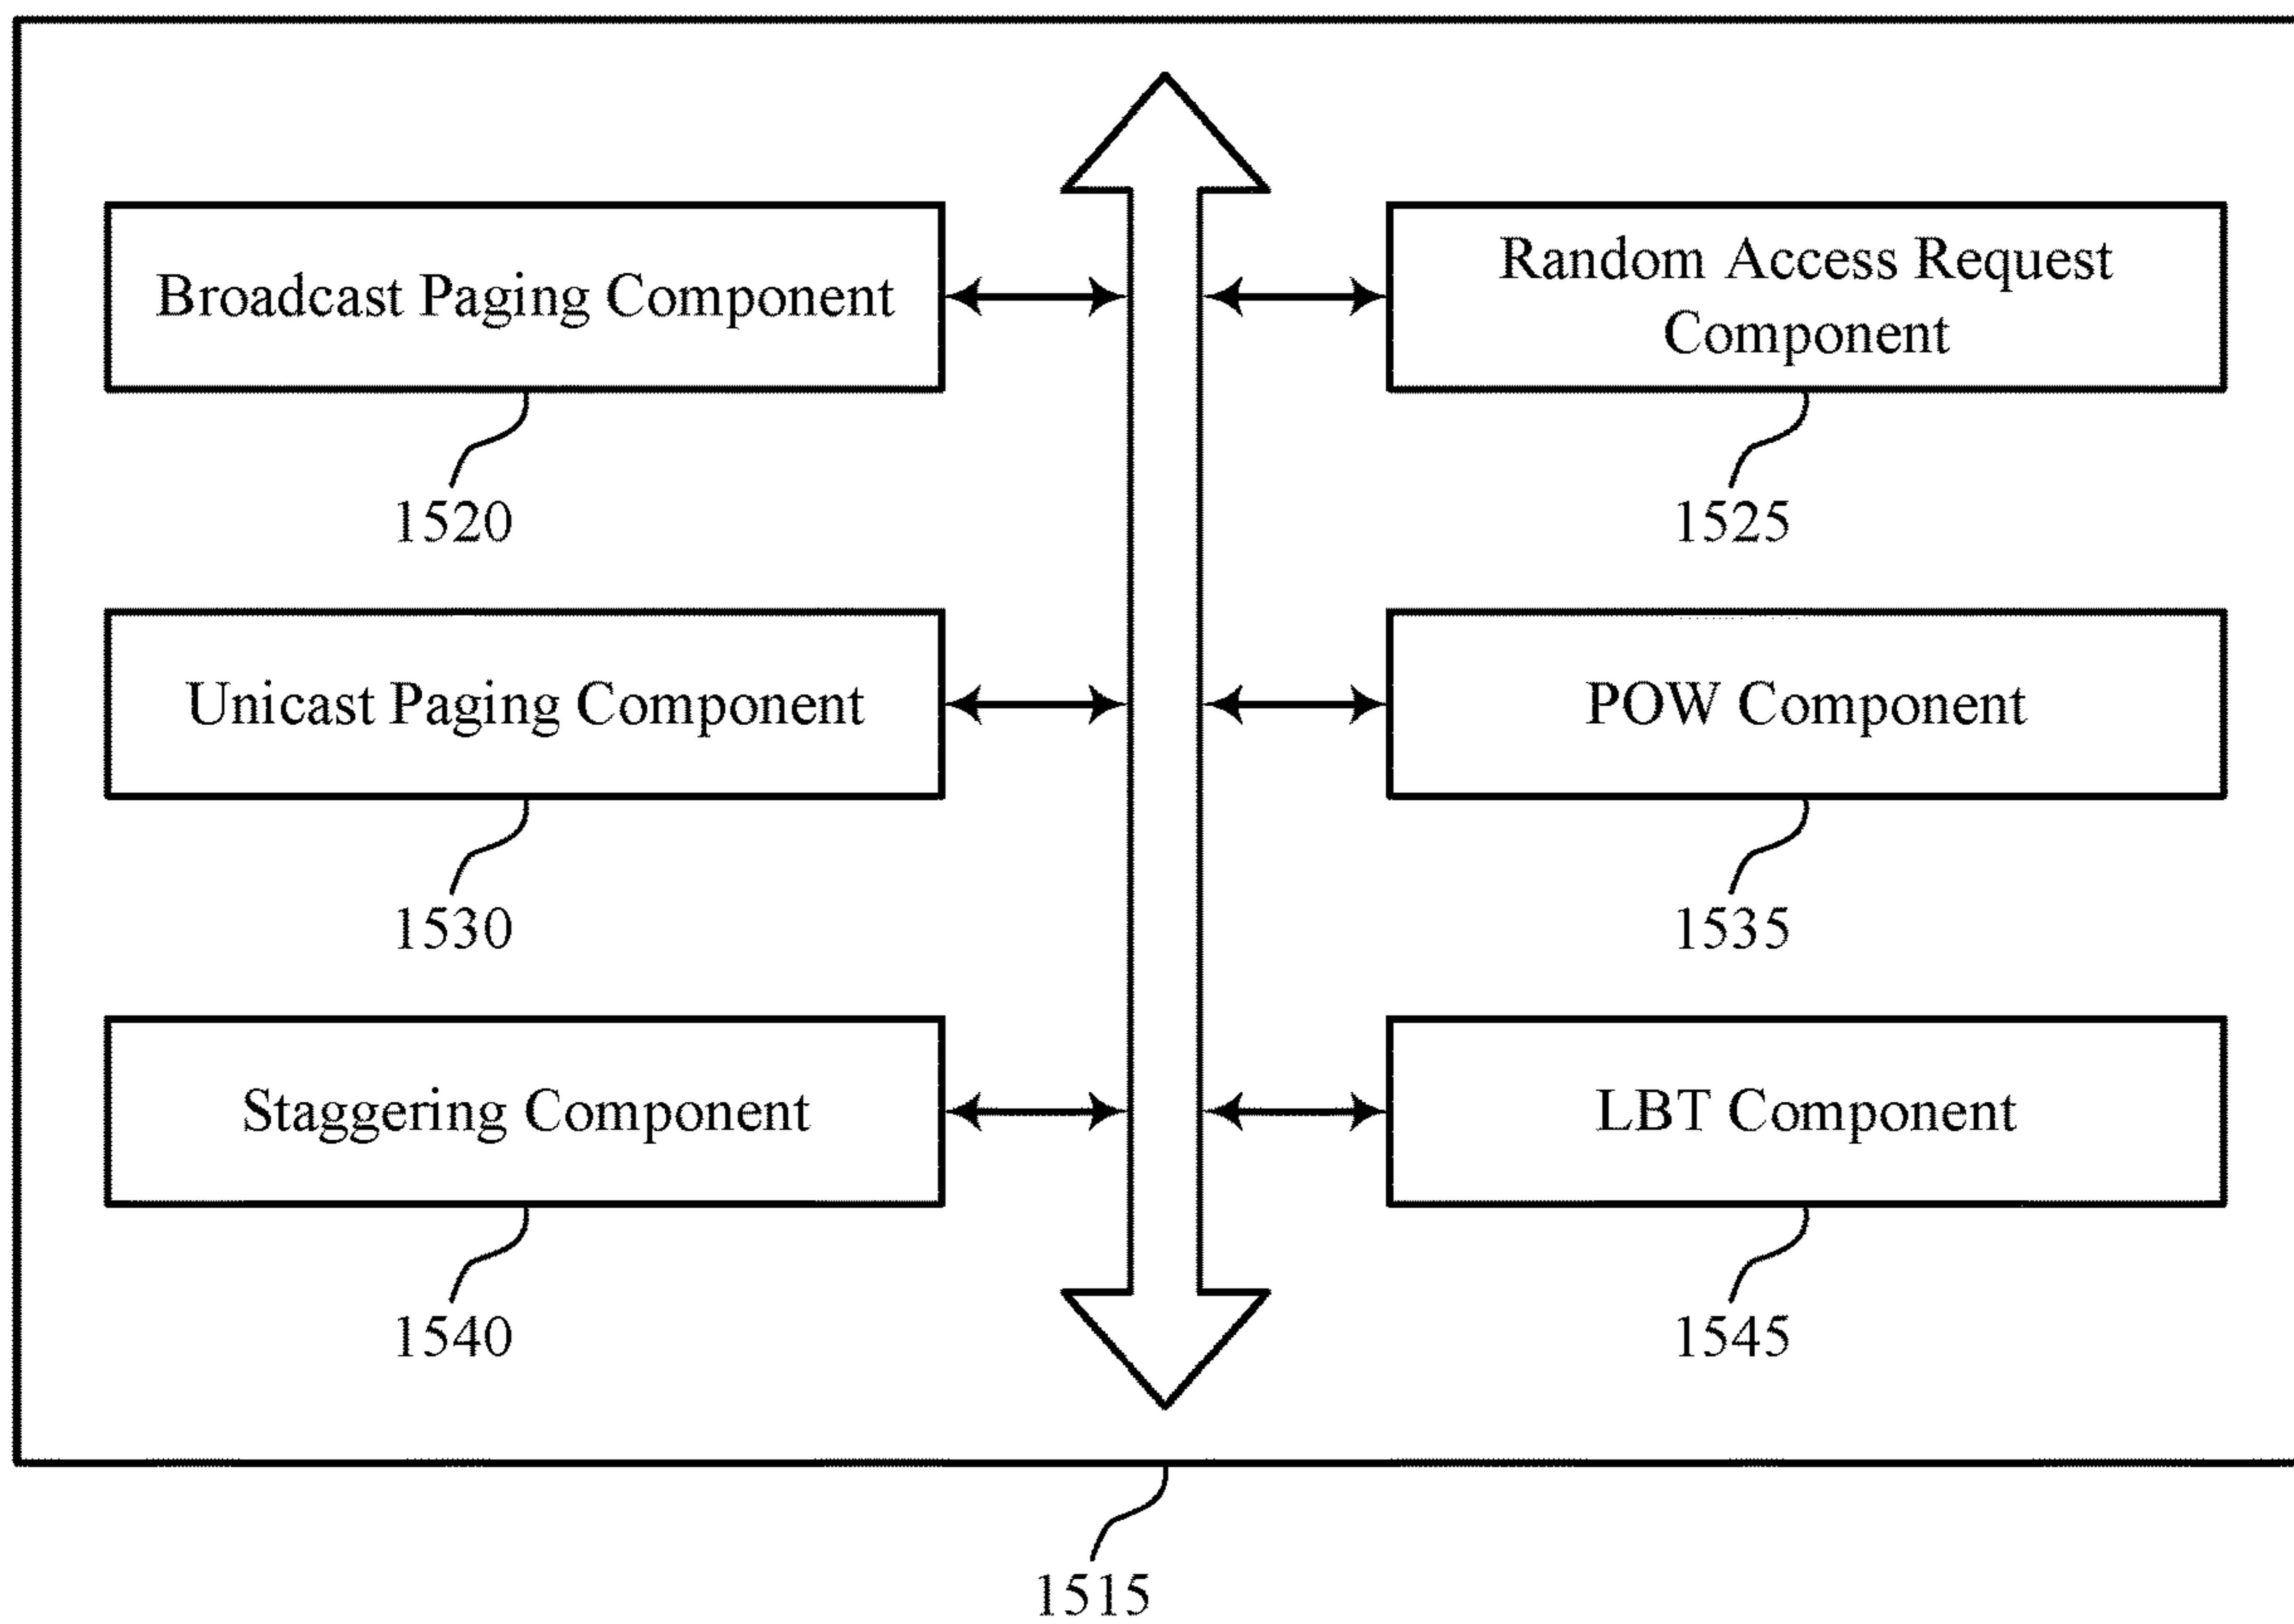 Broadcast Paging Component
1520
Random Access Request
Component
1525
Unicast Paging Component
1530
POW Component
1535
Staggering Component
1540
LBT Component
1545
1515